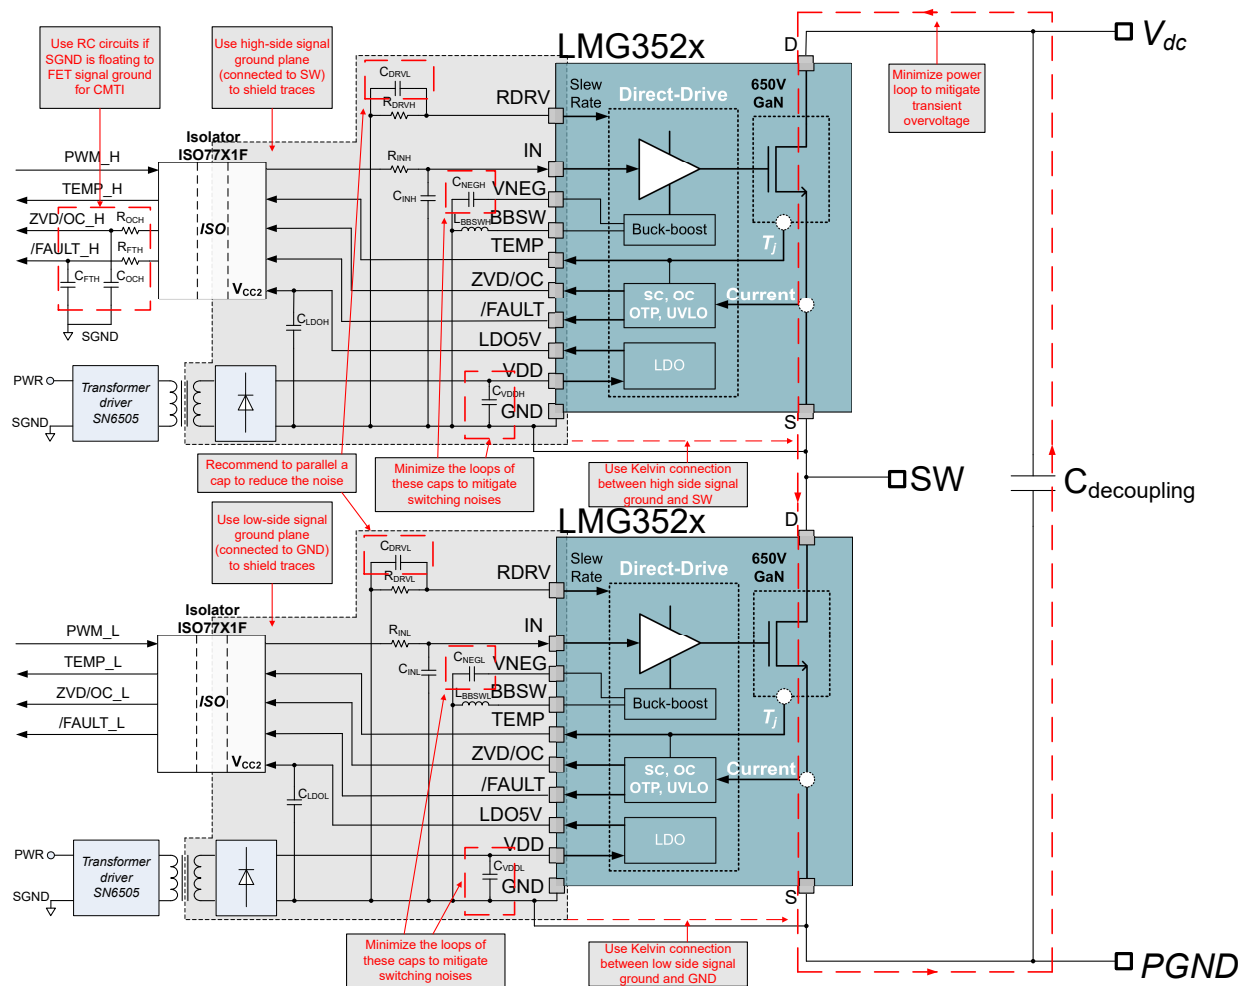 Use RC circuits if
SGND is floating to
FET signal ground
for CMTI
Use high-side signal
ground plane
(connected to SW)
to shield traces
LMG352x
D
Vdc
Minimize power
loop to mitigate
transient
overvoltage
CDRVL
RDRVH
RDRV
Slew
Rate
Direct-Drive
650V
GaN
Isolator
ISO77X1F
PWM_H
TEMP_H
ZVD/OC_H
/FAULT_H
ROCH
RFTH
CFTH
COCH
SGND
ISO
VCC2
RINH
CINH
IN
CNEGH
VNEG
LBBSWH
BBSW
Buck-boost
TEMP
Tj
ZVD/OC
SC, OC
OTP, UVLO
Current
/FAULT
CLDOH
LDO5V
LDO
VDD
CVDDH
GND
S
PWR
SGND
Transformer
driver
SN6505
Recommend to parallel a
cap to reduce the noise
Minimize the loops of
these caps to mitigate
switching noises
Use Kelvin connection
between high side signal
ground and SW
SW
Cdecoupling
Use low-side signal
ground plane
(connected to GND)
to shield traces
LMG352x
D
CDRVL
RDRVL
RDRV
Slew
Rate
Direct-Drive
650V
GaN
Isolator
ISO77X1F
PWM_L
TEMP_L
ZVD/OC_L
/FAULT_L
ISO
VCC2
RINL
CINL
IN
CNEGL
VNEG
LBBSWL
BBSW
Buck-boost
TEMP
Tj
ZVD/OC
SC, OC
OTP, UVLO
Current
/FAULT
CLDOL
LDO5V
LDO
VDD
CVDDL
GND
S
PWR
SGND
Transformer
driver
SN6505
Minimize the loops of
these caps to mitigate
switching noises
Use Kelvin connection
between low side signal
ground and GND
PGND